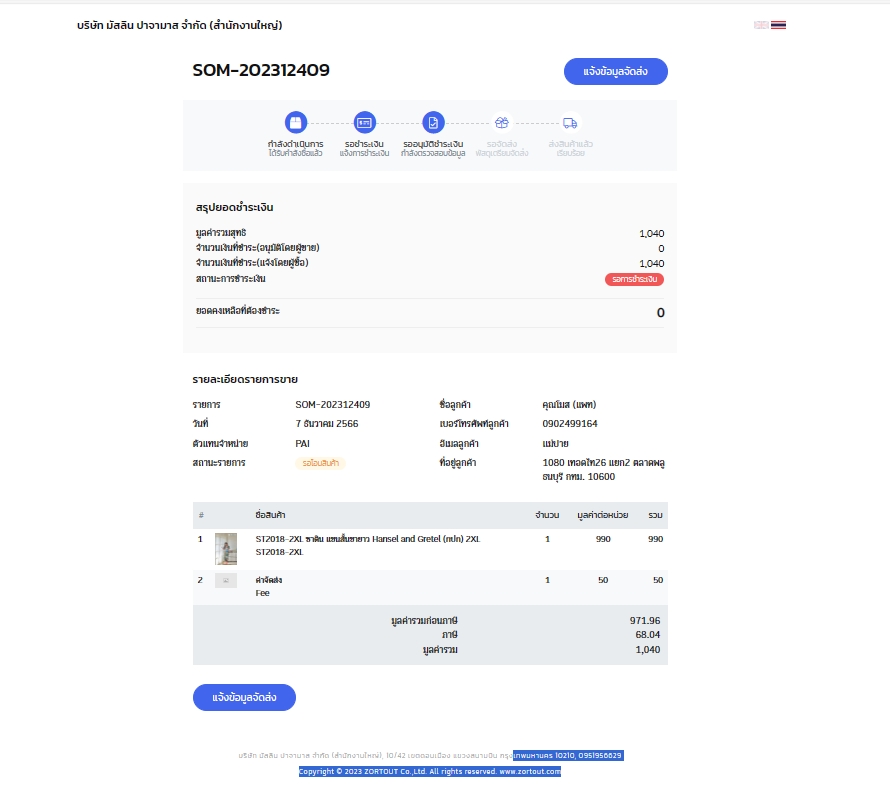 บริษัท มัสลิน ปาจามาส จำกัด (สำนักงานใหญ่)
SOM-202312409
แจ้งข้อมูลจัดส่ง
กำลังดำเนินการ รอชำระเงิน รออนุมัติชำระเงิน รอจัดส่ง ส่งสินค้าแล้ว
ได้รับคำสั่งซื้อแล้ว แจ้งการชำระเงิน กำลังตรวจสอบข้อมูล พัสดุเตรียมจัดส่ง เรียบร้อย
สรุปยอดชำระเงิน
มูลค่ารวมสุทธิ 1,040
จำนวนเงินที่ชำระ(อนุมัติโดยผู้ขาย) 0
จำนวนเงินที่ชำระ(แจ้งโดยผู้ซื้อ) 1,040
สถานะการชำระเงิน รอการชำระเงิน
ยอดคงเหลือที่ต้องชำระ 0
รายละเอียดรายการขาย
รายการ SOM-202312409 ชื่อลูกค้า คุณโมส (แพท)
วันที่ 7 ธันวาคม 2566 เบอร์โทรศัพท์ลูกค้า 0902499164
ตัวแทนจำหน่าย PAI อีเมลลูกค้า แม่ปาย
สถานะรายการ รอโอนสินค้า ที่อยู่ลูกค้า 1080 เทอดไท26 แยก2 ตลาดพลู
ธนบุรี กทม. 10600
# ชื่อสินค้า จำนวน มูลค่าต่อหน่วย รวม
1 ST2018-2XL ซาติน แขนสั้นขายาว Hansel and Gretel (กปก) 2XL 1 990 990
ST2018-2XL
2 ค่าจัดส่ง 1 50 50
Fee
มูลค่ารวมก่อนภาษี 971.96
ภาษี 68.04
มูลค่ารวม 1,040
แจ้งข้อมูลจัดส่ง
บริษัท มัสลิน ปาจามาส จำกัด (สำนักงานใหญ่), 10/42 เขตดอนเมือง แขวงสนามบิน กรุงเทพมหานคร 10210, 0951956629
Copyright © 2023 ZORTOUT Co.,Ltd. All rights reserved. www.zortout.com